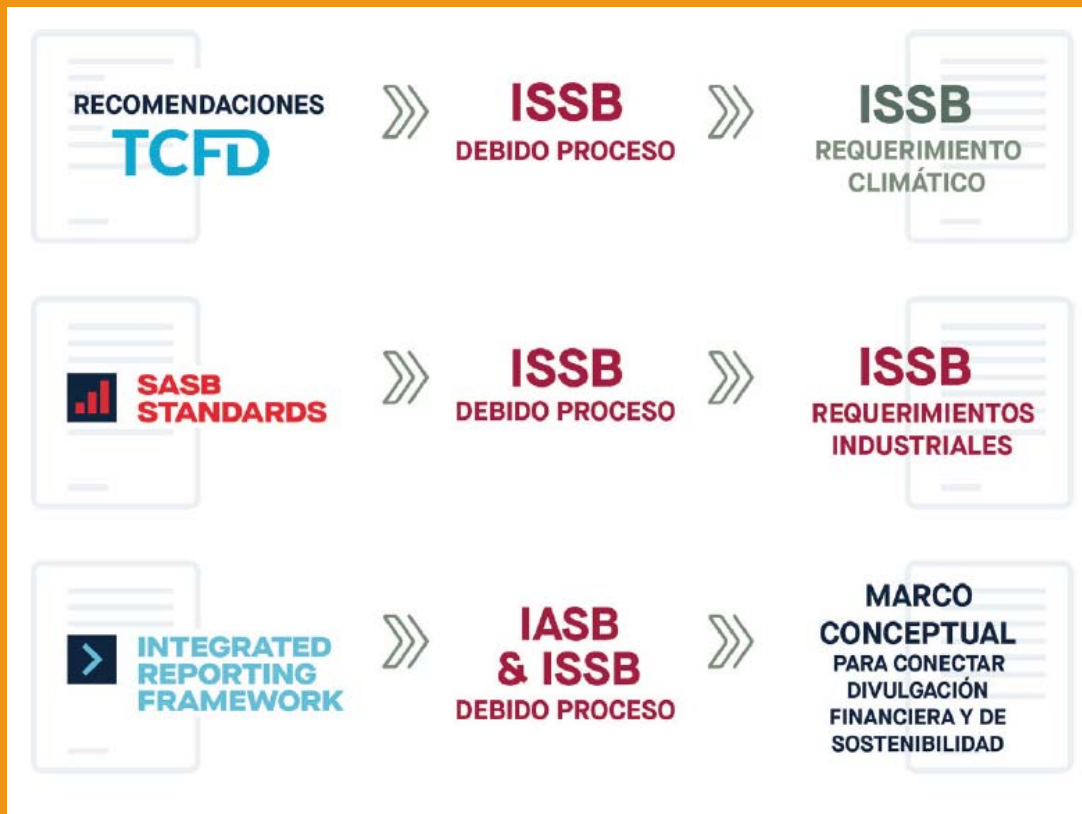 RECOMENDACIONES
TCFD
ISSB
DEBIDO PROCESO
ISSB
REQUERIMIENTO
CLIMÁTICO
SASB
STANDARDS
ISSB
DEBIDO PROCESO
ISSB
REQUERIMIENTOS
INDUSTRIALES
INTEGRATED
REPORTING
FRAMEWORK
IASB
& ISSB
DEBIDO PROCESO
MARCO
CONCEPTUAL
PARA CONECTAR
DIVULGACIÓN
FINANCIERA Y DE
SOSTENIBILIDAD